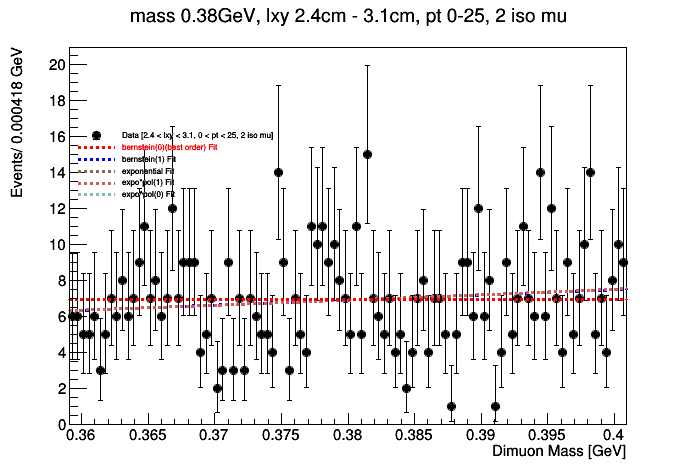 mass 0.38GeV, lxy 2.4cm - 3.1cm, pt 0-25, 2 iso mu
Events/ 0.000418 GeV
20
18
16
14
12
10
8
6
4
2
0
Data [2.4 < lxy < 3.1, 0 < pt < 25, 2 iso mu]
bernstein(0)(best order) Fit
bernstein(1) Fit
exponential Fit
expo*pol(1) Fit
expo*pol(0) Fit
0.36 0.365 0.37 0.375 0.38 0.385 0.39 0.395 0.4
Dimuon Mass [GeV]